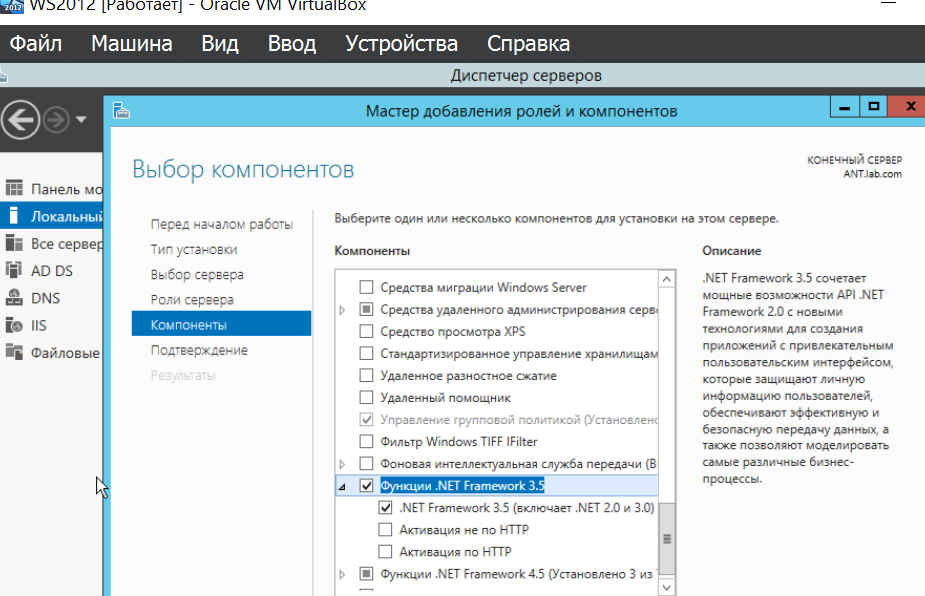 WS2012 [Работает] - Oracle VM VirtualBox
Файл Машина Вид Ввод Устройства Справка
Диспетчер серверов
Мастер добавления ролей и компонентов
Выбор компонентов
КОНЕЧНЫЙ СЕРВЕР
ANT.lab.com
Панель мо
Локальный
Все сервер
AD DS
DNS
IIS
Файловые
Перед началом работы
Тип установки
Выбор сервера
Роли сервера
Компоненты
Подтверждение
Результаты
Выберите один или несколько компонентов для установки на этом сервере.
Компоненты
Средства миграции Windows Server
Средства удаленного администрирования серве
Средство просмотра XPS
Стандартизированное управление хранилищам
Удаленное разностное сжатие
Удаленный помощник
Управление групповой политикой (Установлено
Фильтр Windows TIFF IFilter
Фоновая интеллектуальная служба передачи (B
Функции .NET Framework 3.5
.NET Framework 3.5 (включает .NET 2.0 и 3.0)
Активация не по HTTP
Активация по HTTP
Функции .NET Framework 4.5 (Установлено 3 из
Описание
.NET Framework 3.5 сочетает
мощные возможности API .NET
Framework 2.0 с новыми
технологиями для создания
приложений с привлекательным
пользовательским интерфейсом,
которые защищают личную
информацию пользователей,
обеспечивают эффективную и
безопасную передачу данных, а
также позволяют моделировать
самые различные бизнес-
процессы.